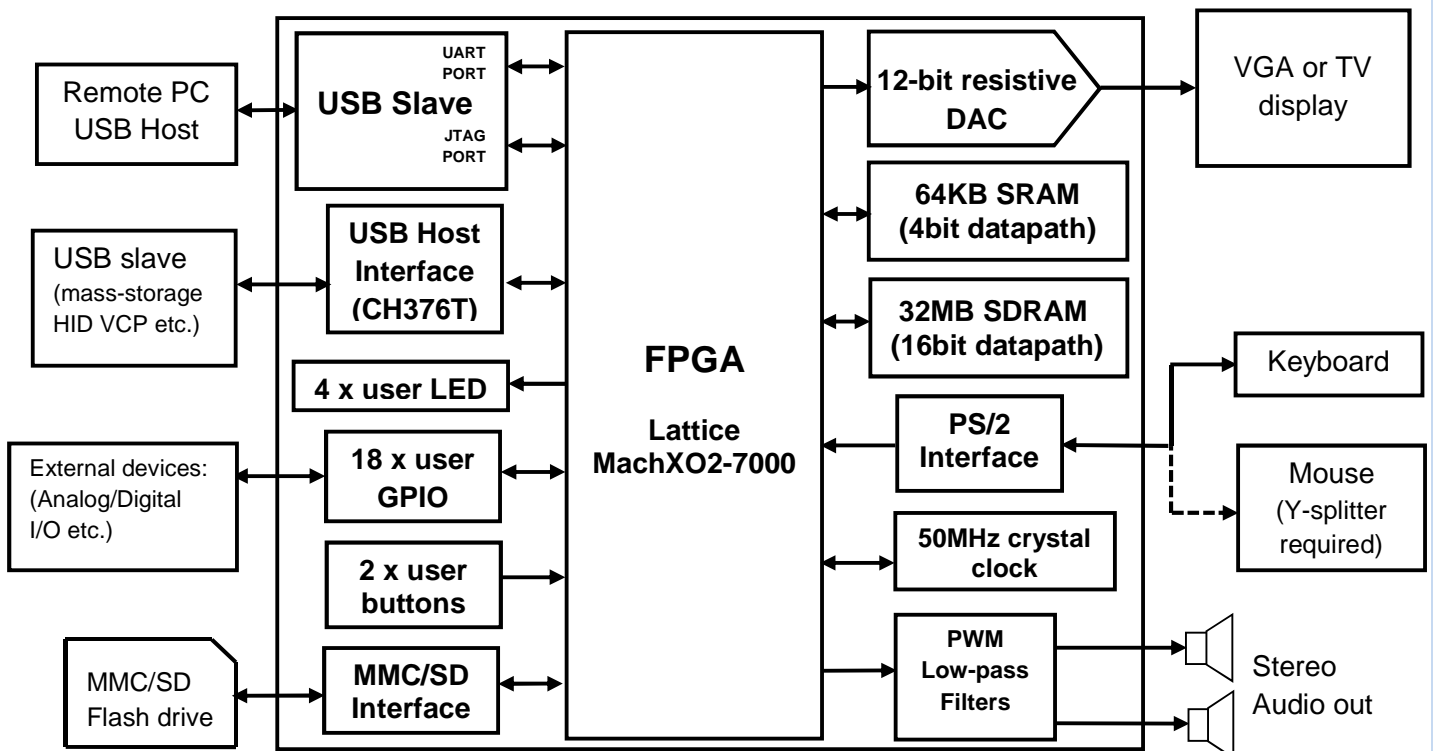 Remote PC
USB Host
USB slave
(mass-storage
HID VCP etc.)
External devices:
(Analog/Digital
I/O etc.)
MMC/SD
Flash drive
UART
PORT
USB Slave
JTAG
PORT
USB Host
Interface
(CH376T)
4 x user LED
18 x user
GPIO
2 x user
buttons
MMC/SD
Interface
FPGA
Lattice
MachXO2-7000
12-bit resistive
DAC
64KB SRAM
(4bit datapath)
32MB SDRAM
(16bit datapath)
PS/2
Interface
50MHz crystal
clock
PWM
Low-pass
Filters
VGA or TV
display
Keyboard
Mouse
(Y-splitter
required)
Stereo
Audio out